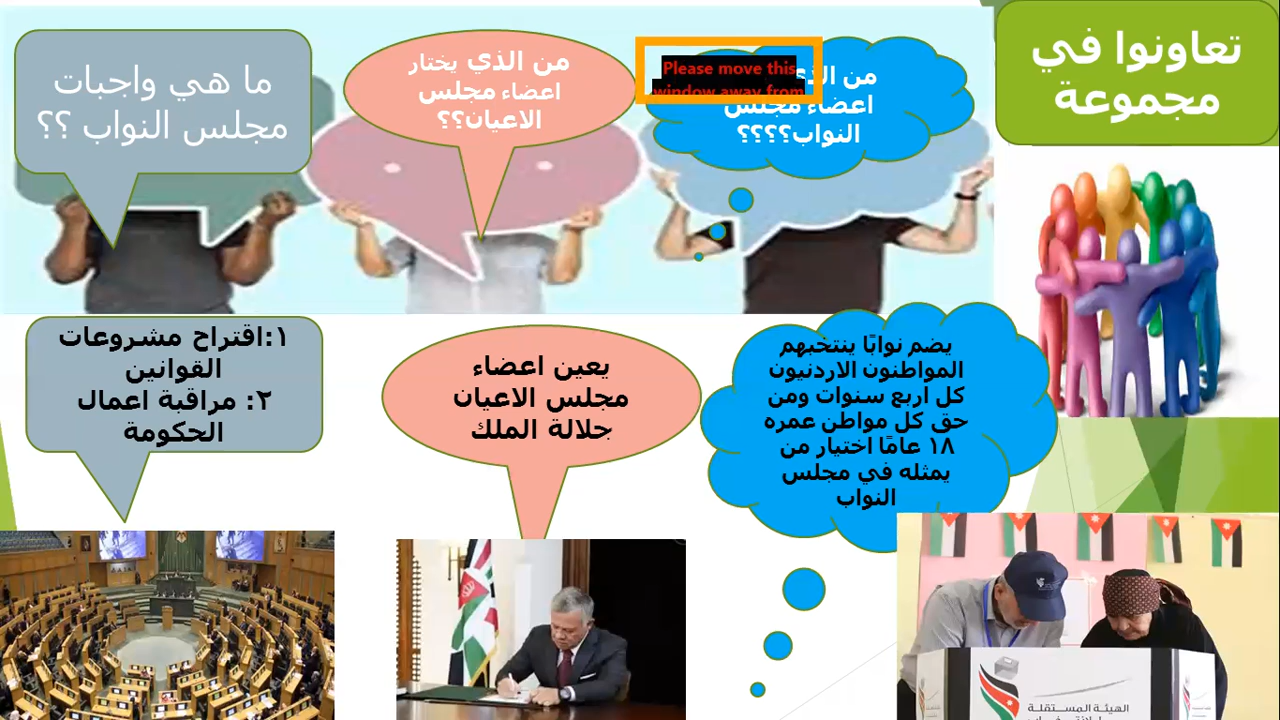 تعاونوا في
مجموعة
Please move this
window away from
من
اعضاء مجلس
النواب؟؟؟؟
من الذي يختار
اعضاء مجلس
الاعيان؟؟
ما هي واجبات
مجلس النواب ؟؟
يضم نوابًا ينتخبهم
المواطنون الاردنيون
كل اربع سنوات ومن
حق كل مواطن عمره
١٨ عامًا اختيار من
يمثله في مجلس
النواب
يعين اعضاء
مجلس الاعيان
جلالة الملك
١:اقتراح مشروعات
القوانين
٢: مراقبة اعمال
الحكومة
الهيئة المستقلة